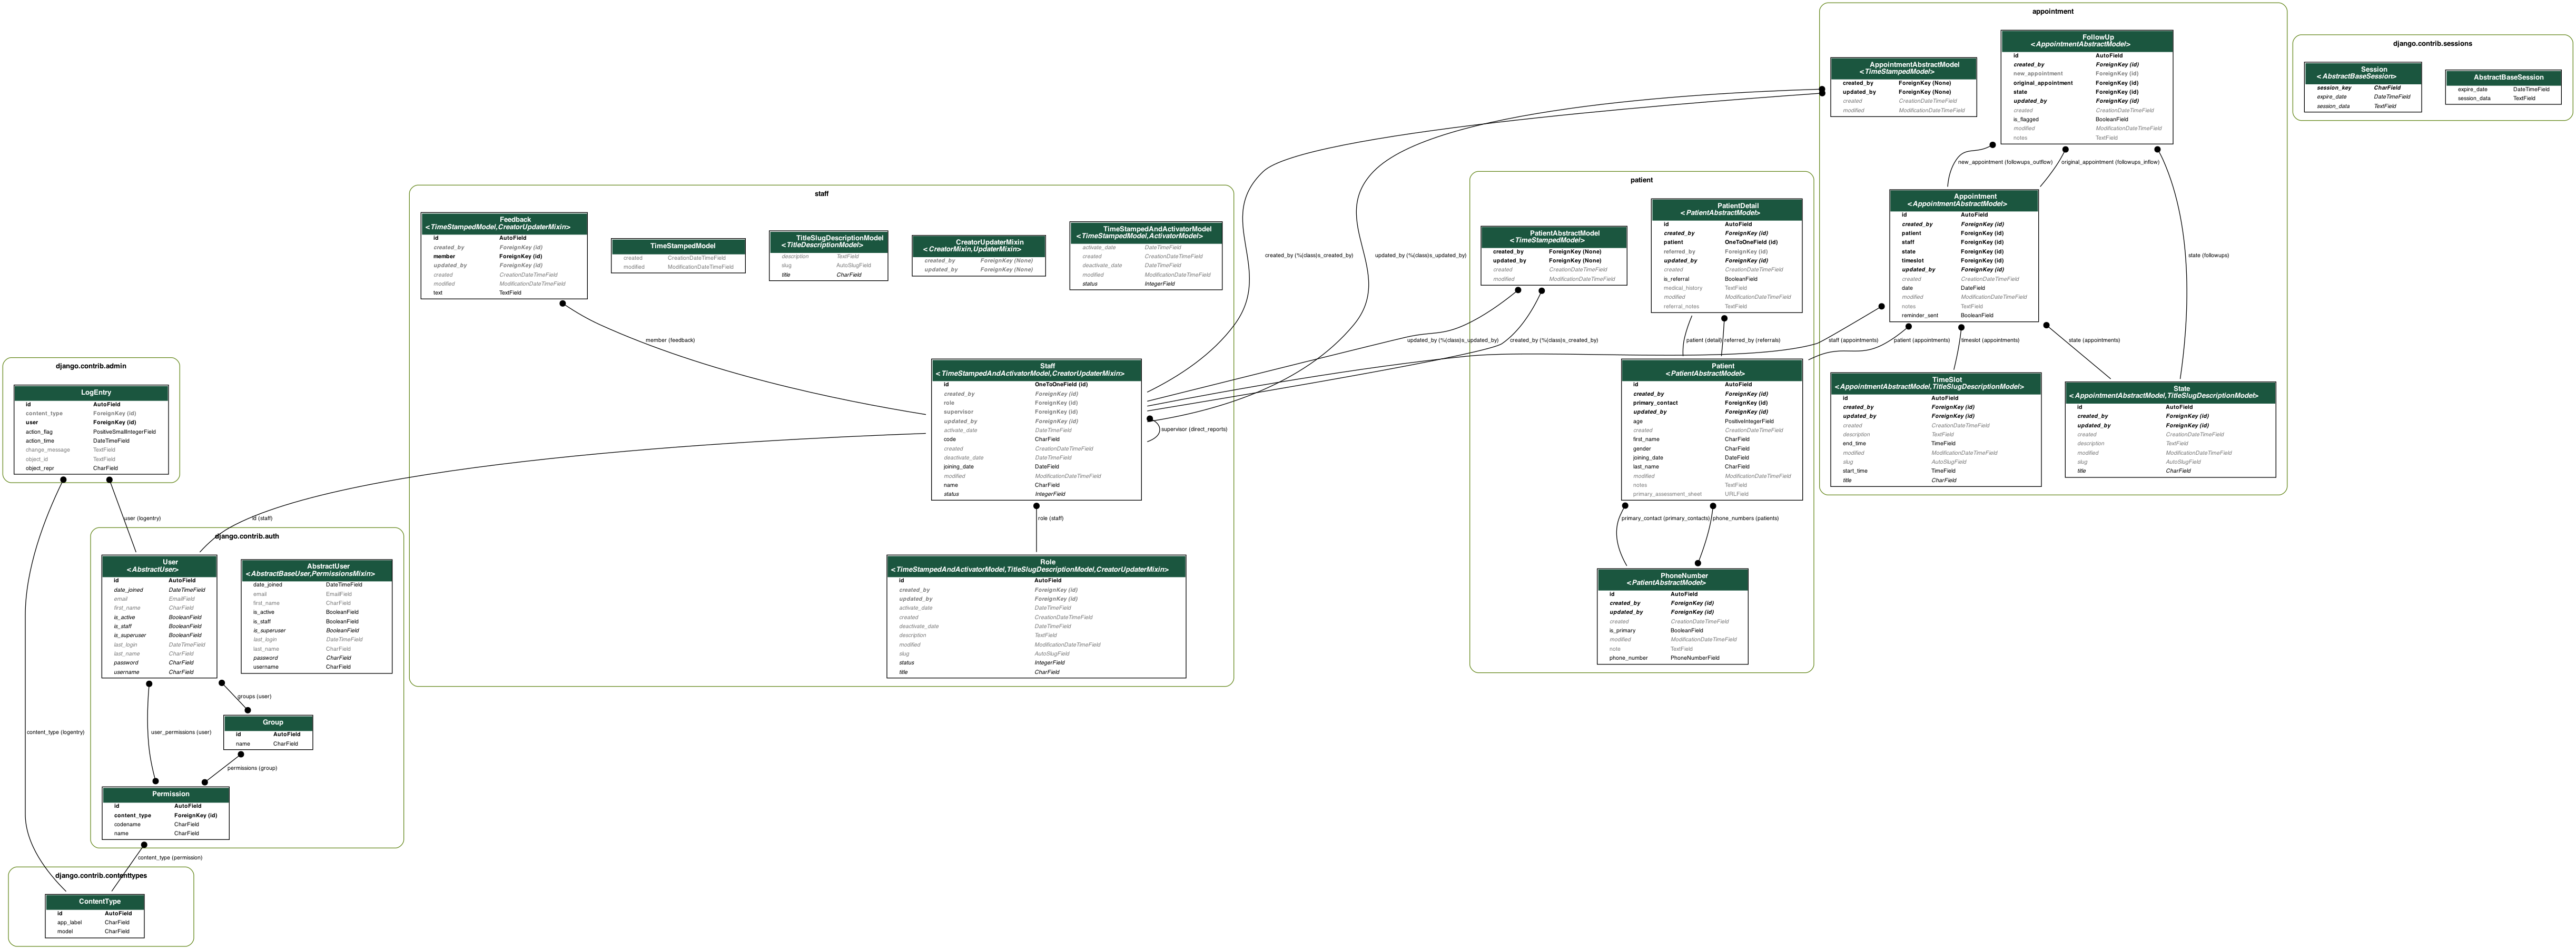 appointment
FollowUp
<AppointmentAbstractModel>
id AutoField
created_by ForeignKey (id)
new_appointment ForeignKey (id)
original_appointment ForeignKey (id)
state ForeignKey (id)
updated_by ForeignKey (id)
created CreationDateTimeField
is_flagged BooleanField
modified ModificationDateTimeField
notes TextField
AppointmentAbstractModel
<TimeStampedModel>
created_by ForeignKey (None)
updated_by ForeignKey (None)
created CreationDateTimeField
modified ModificationDateTimeField
new_appointment (followups_outflow)
original_appointment (followups_inflow)
Appointment
<AppointmentAbstractModel>
id AutoField
created_by ForeignKey (id)
patient ForeignKey (id)
staff ForeignKey (id)
state ForeignKey (id)
timeslot ForeignKey (id)
updated_by ForeignKey (id)
created CreationDateTimeField
date DateField
modified ModificationDateTimeField
notes TextField
reminder_sent BooleanField
state (followups)
staff (appointments)
patient (appointments)
timeslot (appointments)
state (appointments)
TimeSlot
<AppointmentAbstractModel,TitleSlugDescriptionModel>
id AutoField
created_by ForeignKey (id)
updated_by ForeignKey (id)
created CreationDateTimeField
description TextField
end_time TimeField
modified ModificationDateTimeField
slug AutoSlugField
start_time TimeField
title CharField
State
<AppointmentAbstractModel,TitleSlugDescriptionModel>
id AutoField
created_by ForeignKey (id)
updated_by ForeignKey (id)
created CreationDateTimeField
description TextField
modified ModificationDateTimeField
slug AutoSlugField
title CharField
django.contrib.sessions
Session
<AbstractBaseSession>
session_key CharField
expire_date DateTimeField
session_data TextField
AbstractBaseSession
expire_date DateTimeField
session_data TextField
patient
PatientAbstractModel
<TimeStampedModel>
created_by ForeignKey (None)
updated_by ForeignKey (None)
created CreationDateTimeField
modified ModificationDateTimeField
PatientDetail
<PatientAbstractModel>
id AutoField
created_by ForeignKey (id)
patient OneToOneField (id)
referred_by ForeignKey (id)
updated_by ForeignKey (id)
created CreationDateTimeField
is_referral BooleanField
medical_history TextField
modified ModificationDateTimeField
referral_notes TextField
updated_by (%(class)s_updated_by)
created_by (%(class)s_created_by)
patient (detail)
referred_by (referrals)
Patient
<PatientAbstractModel>
id AutoField
created_by ForeignKey (id)
primary_contact ForeignKey (id)
updated_by ForeignKey (id)
age PositiveIntegerField
created CreationDateTimeField
first_name CharField
gender CharField
joining_date DateField
last_name CharField
modified ModificationDateTimeField
notes TextField
primary_assessment_sheet URLField
primary_contact (primary_contacts)
phone_numbers (patients)
PhoneNumber
<PatientAbstractModel>
id AutoField
created_by ForeignKey (id)
updated_by ForeignKey (id)
created CreationDateTimeField
is_primary BooleanField
modified ModificationDateTimeField
note TextField
phone_number PhoneNumberField
created_by (%(class)s_created_by)
updated_by (%(class)s_updated_by)
staff
Feedback
<TimeStampedModel,CreatorUpdaterMixin>
id AutoField
created_by ForeignKey (id)
member ForeignKey (id)
updated_by ForeignKey (id)
created CreationDateTimeField
modified ModificationDateTimeField
text TextField
TimeStampedModel
created CreationDateTimeField
modified ModificationDateTimeField
TitleSlugDescriptionModel
<TitleDescriptionModel>
description TextField
slug AutoSlugField
title CharField
CreatorUpdaterMixin
<CreatorMixin,UpdaterMixin>
created_by ForeignKey (None)
updated_by ForeignKey (None)
TimeStampedAndActivatorModel
<TimeStampedModel,ActivatorModel>
activate_date DateTimeField
created CreationDateTimeField
deactivate_date DateTimeField
modified ModificationDateTimeField
status IntegerField
member (feedback)
Staff
<TimeStampedAndActivatorModel,CreatorUpdaterMixin>
id OneToOneField (id)
created_by ForeignKey (id)
role ForeignKey (id)
supervisor ForeignKey (id)
updated_by ForeignKey (id)
activate_date DateTimeField
code CharField
created CreationDateTimeField
deactivate_date DateTimeField
joining_date DateField
modified ModificationDateTimeField
name CharField
status IntegerField
supervisor (direct_reports)
role (staff)
Role
<TimeStampedAndActivatorModel,TitleSlugDescriptionModel,CreatorUpdaterMixin>
id AutoField
created_by ForeignKey (id)
updated_by ForeignKey (id)
activate_date DateTimeField
created CreationDateTimeField
deactivate_date DateTimeField
description TextField
modified ModificationDateTimeField
slug AutoSlugField
status IntegerField
title CharField
django.contrib.admin
LogEntry
id AutoField
content_type ForeignKey (id)
user ForeignKey (id)
action_flag PositiveSmallIntegerField
action_time DateTimeField
change_message TextField
object_id TextField
object_repr CharField
user (logentry)
id (staff)
content_type (logentry)
django.contrib.auth
User
<AbstractUser>
id AutoField
date_joined DateTimeField
email EmailField
first_name CharField
is_active BooleanField
is_staff BooleanField
is_superuser BooleanField
last_login DateTimeField
last_name CharField
password CharField
username CharField
AbstractUser
<AbstractBaseUser,PermissionsMixin>
date_joined DateTimeField
email EmailField
first_name CharField
is_active BooleanField
is_staff BooleanField
is_superuser BooleanField
last_login DateTimeField
last_name CharField
password CharField
username CharField
groups (user)
user_permissions (user)
Group
id AutoField
name CharField
permissions (group)
Permission
id AutoField
content_type ForeignKey (id)
codename CharField
name CharField
content_type (permission)
django.contrib.contenttypes
ContentType
id AutoField
app_label CharField
model CharField